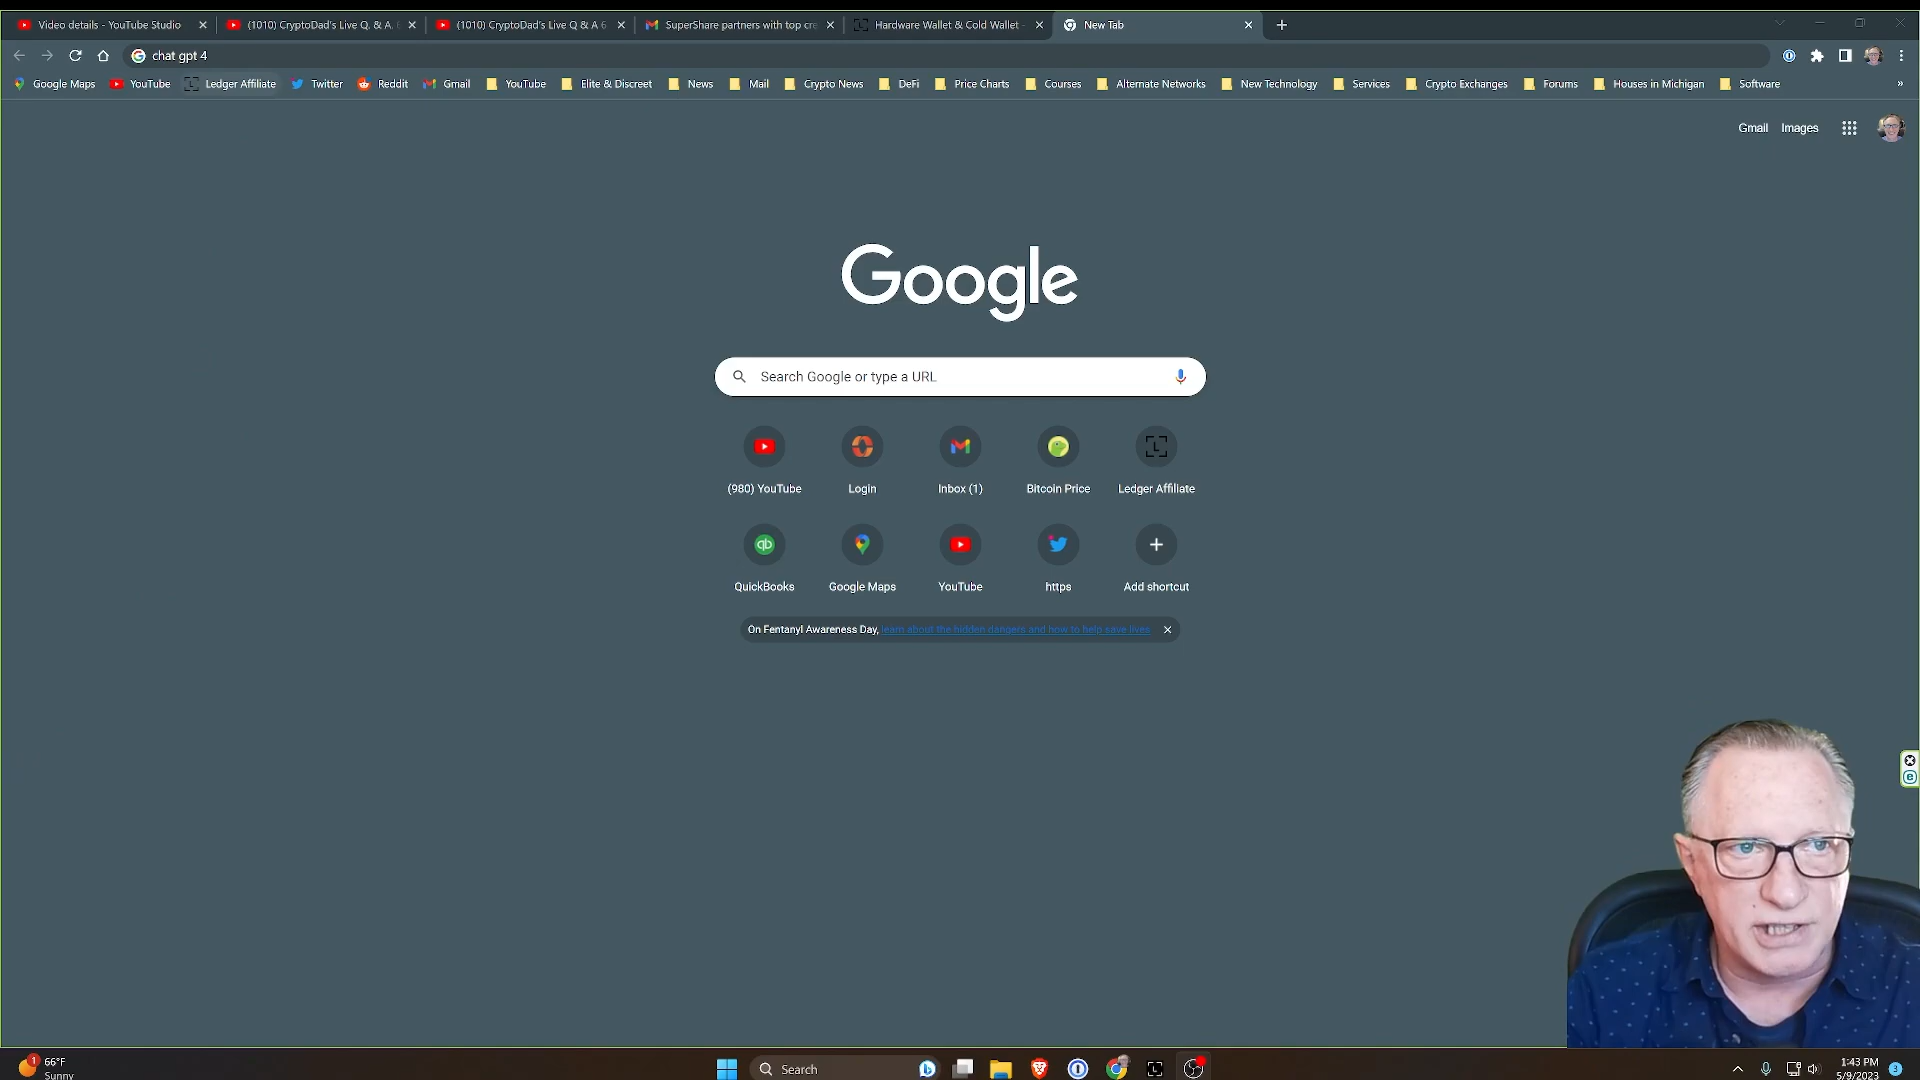 Video details - YouTube Studio
(1010) CryptoDad's Live Q. & A. 6
(1010) CryptoDad's Live Q & A 6
SuperShare partners with top cre
Hardware Wallet & Cold Wallet -
New Tab
chat gpt 4
Google Maps
YouTube
Ledger Affiliate
Twitter
Reddit
Gmail
YouTube
Elite & Discreet
News
Mail
Crypto News
DeFi
Price Charts
Courses
Alternate Networks
New Technology
Services
Crypto Exchanges
Forums
Houses in Michigan
Software
»
Gmail
Images
Google
Search Google or type a URL
(980) YouTube
Login
Inbox (1)
Bitcoin Price
Ledger Affiliate
QuickBooks
Google Maps
YouTube
https
Add shortcut
On Fentanyl Awareness Day, learn about the hidden dangers and how to help save lives
1
66°F
Sunny
Search
1:43 PM
5/9/2023
3